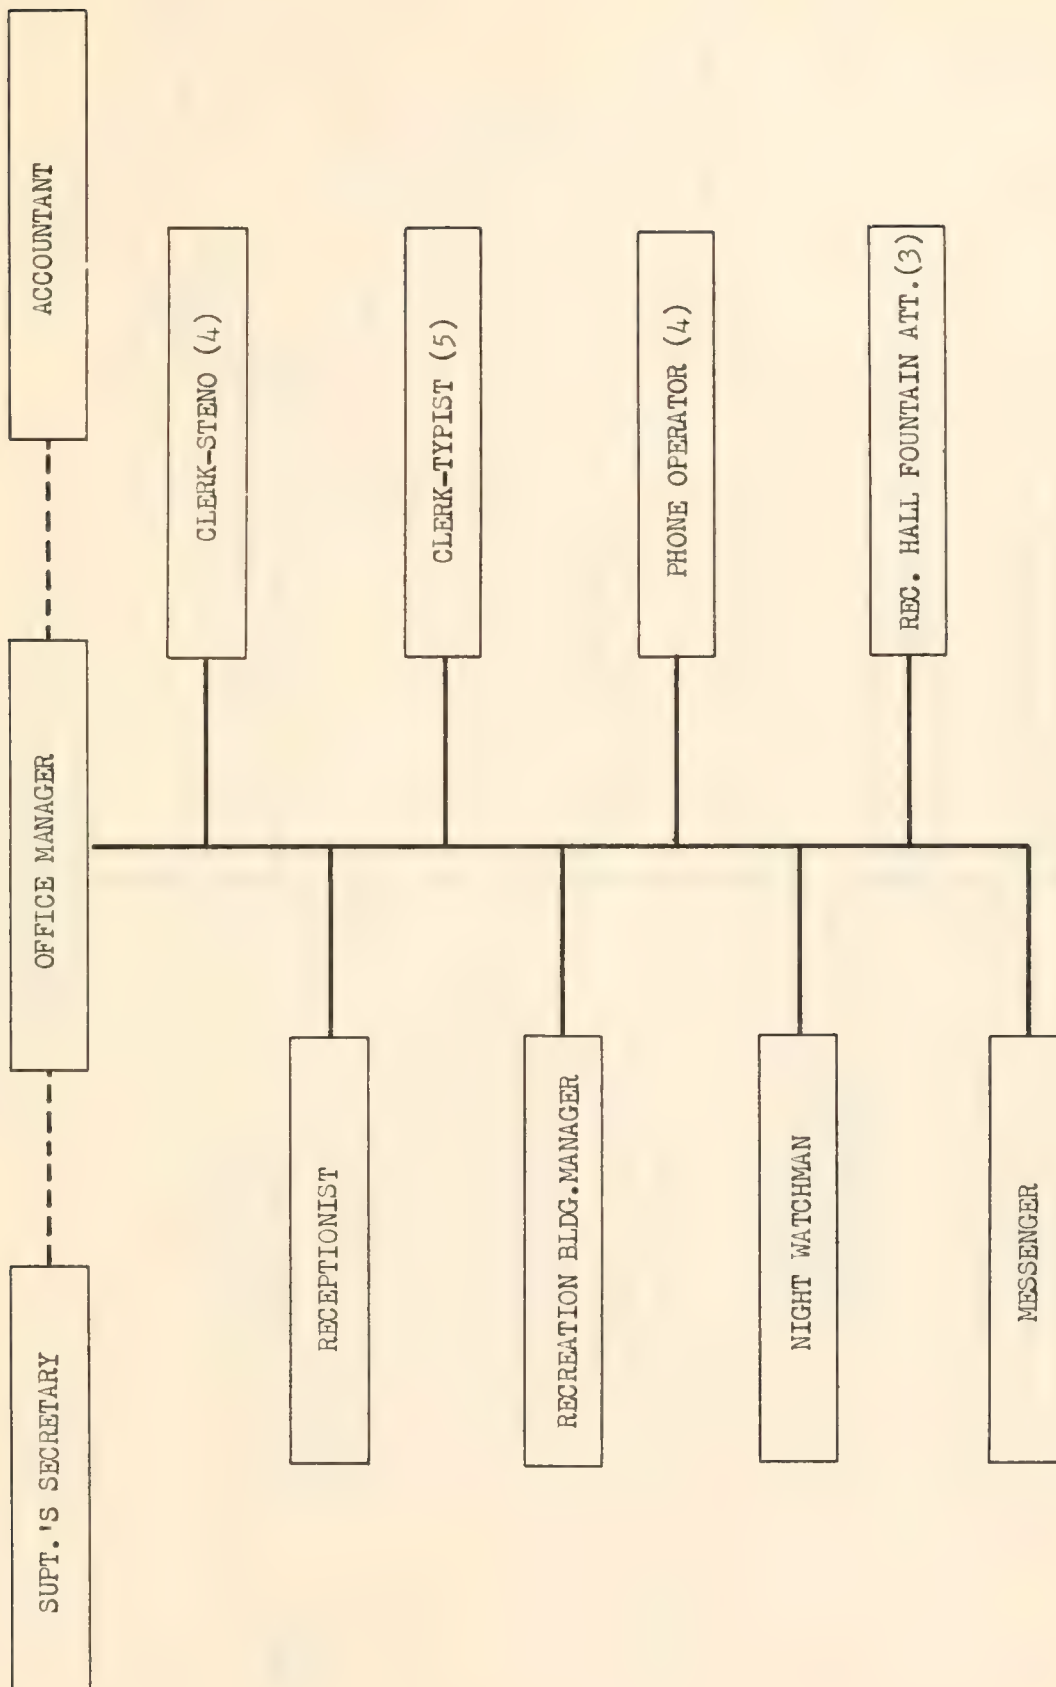 SUPT.'S SECRETARY
OFFICE MANAGER
ACCOUNTANT
CLERK-STENO (4)
RECEPTIONIST
CLERK-TYPIST (5)
RECREATION BLDG.MANAGER
PHONE OPERATOR (4)
NIGHT WATCHMAN
REC. HALL FOUNTAIN ATT.(3)
MESSENGER